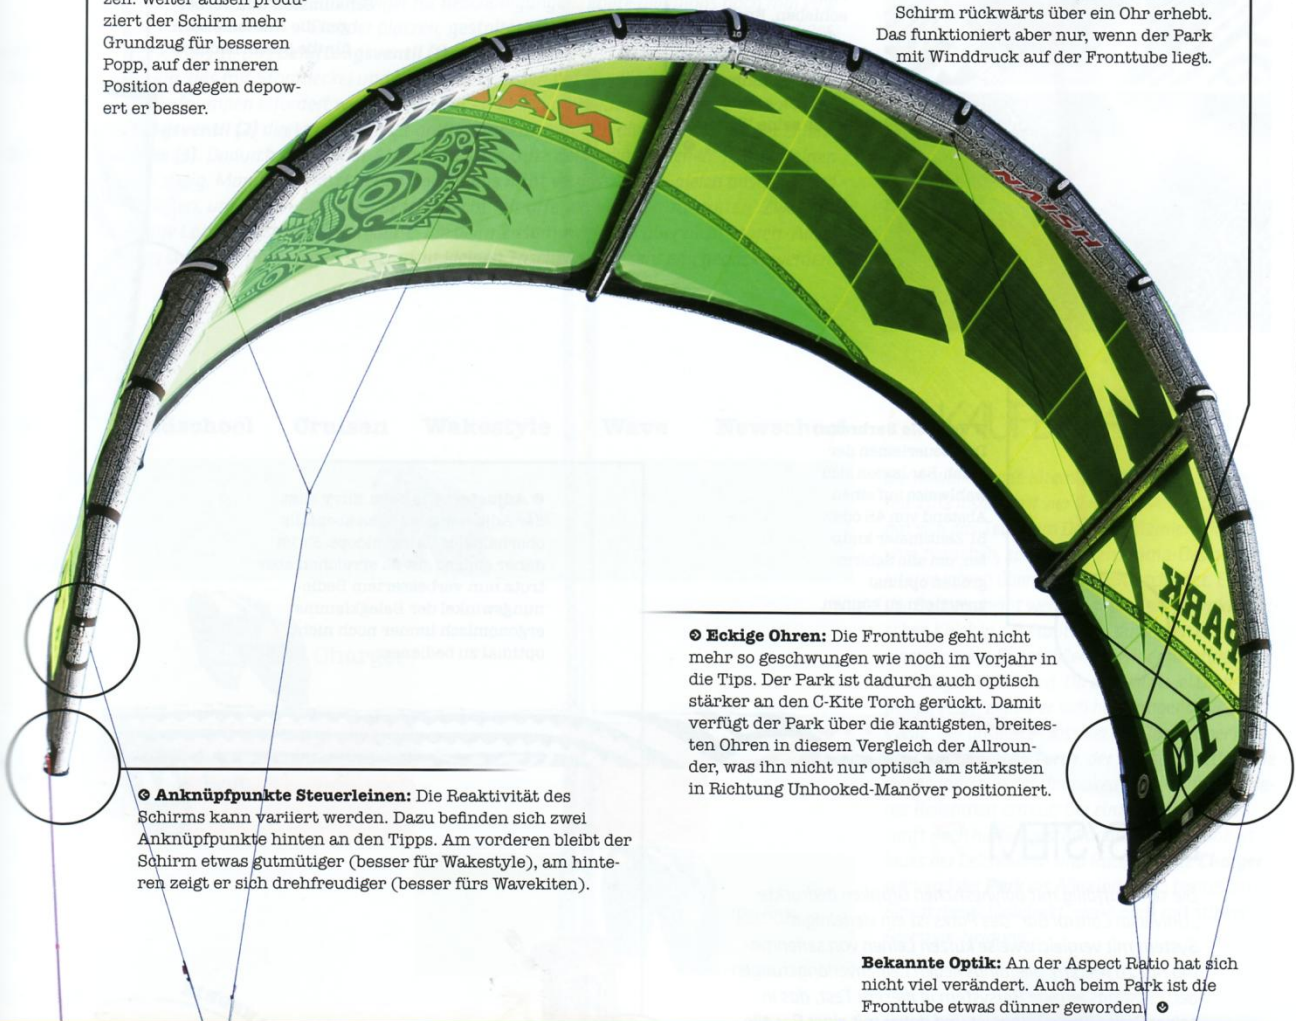 ziert der Schirm mehr
Grundzug für besseren
Popp, auf der inneren
Position dagegen depow-
ert er besser.
Schirm rückwärts über ein Ohr erhebt.
Das funktioniert aber nur, wenn der Park
mit Winddruck auf der Fronttube liegt.
NAISH
PARK
10
Eckige Ohren: Die Fronttube geht nicht
mehr so geschwungen wie noch im Vorjahr in
die Tips. Der Park ist dadurch auch optisch
stärker an den C-Kite Torch gerückt. Damit
verfügt der Park über die kantigsten, breites-
ten Ohren in diesem Vergleich der Allroun-
der, was ihn nicht nur optisch am stärksten
in Richtung Unhooked-Manöver positioniert.
Anknüpfpunkte Steuerleinen: Die Reaktivität des
Schirms kann variiert werden. Dazu befinden sich zwei
Anknüpfpunkte hinten an den Tipps. Am vorderen bleibt der
Schirm etwas gutmütiger (besser für Wakestyle), am hinte-
ren zeigt er sich drehfreudiger (besser fürs Wavekiten).
Bekannte Optik: An der Aspect Ratio hat sich
nicht viel verändert. Auch beim Park ist die
Fronttube etwas dünner geworden.